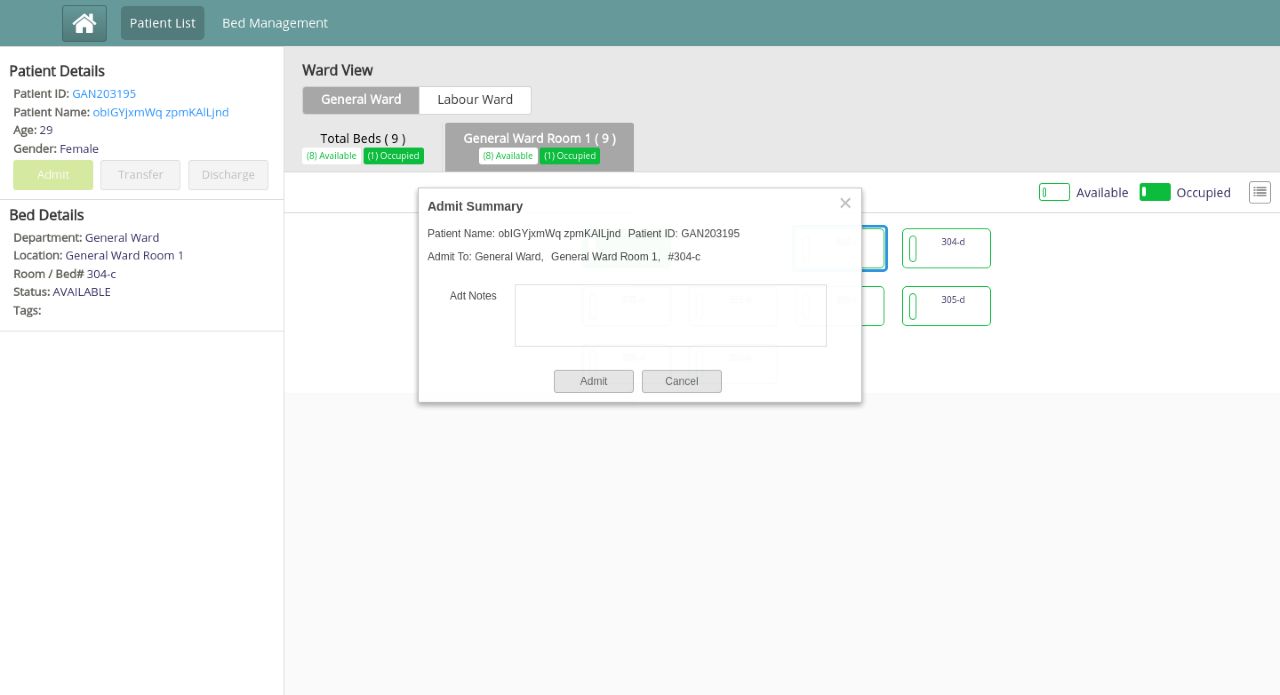 Patient List
Bed Management
Patient Details
Patient ID: GAN203195
Patient Name: obIGYjxmWq zpmKAlLjnd
Age: 29
Gender: Female
Admit
Transfer
Discharge
Bed Details
Department: General Ward
Location: General Ward Room 1
Room / Bed# 304-c
Status: AVAILABLE
Tags:
Ward View
General Ward
Labour Ward
Total Beds ( 9 )
(8) Available
(1) Occupied
General Ward Room 1 ( 9 )
(8) Available
(1) Occupied
Available
Occupied
Admit Summary
Patient Name: obIGYjxmWq zpmKAlLjnd Patient ID: GAN203195
Admit To: General Ward, General Ward Room 1, #304-c
Adt Notes
Admit
Cancel
304-d
305-d